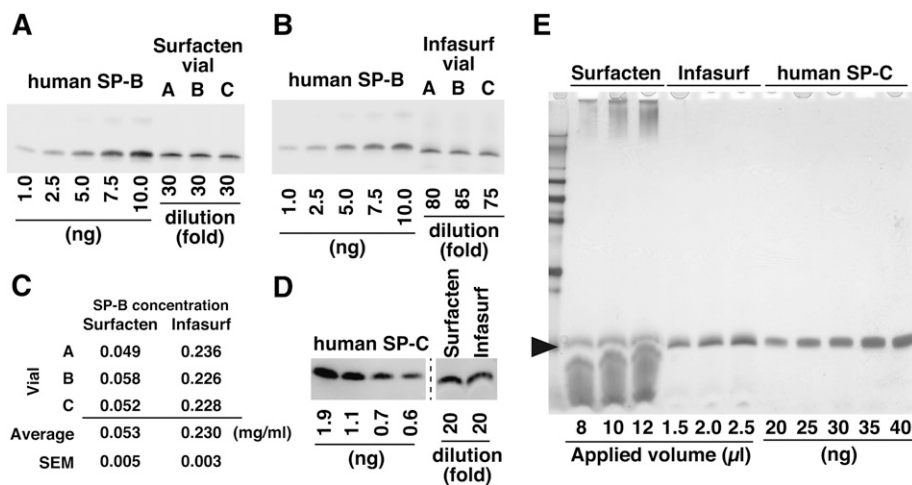 A
Surfacten
vial
human SP-B
A B C
1.0 2.5 5.0 7.5 10.0 30 30 30
(ng)
dilution
(fold)
B
Infasurf
vial
human SP-B
A B C
1.0 2.5 5.0 7.5 10.0 80 85 75
(ng)
dilution
(fold)
C
SP-B concentration
Surfacten Infasurf
Vial
A 0.049 0.236
B 0.058 0.226
C 0.052 0.228
Average 0.053 0.230 (mg/ml)
SEM 0.005 0.003
D
human SP-C
Surfacten Infasurf
1.9 1.1 0.7 0.6 20 20
(ng)
dilution
(fold)
E
Surfacten Infasurf human SP-C
8 10 12 1.5 2.0 2.5 20 25 30 35 40
Applied volume (μl) (ng)